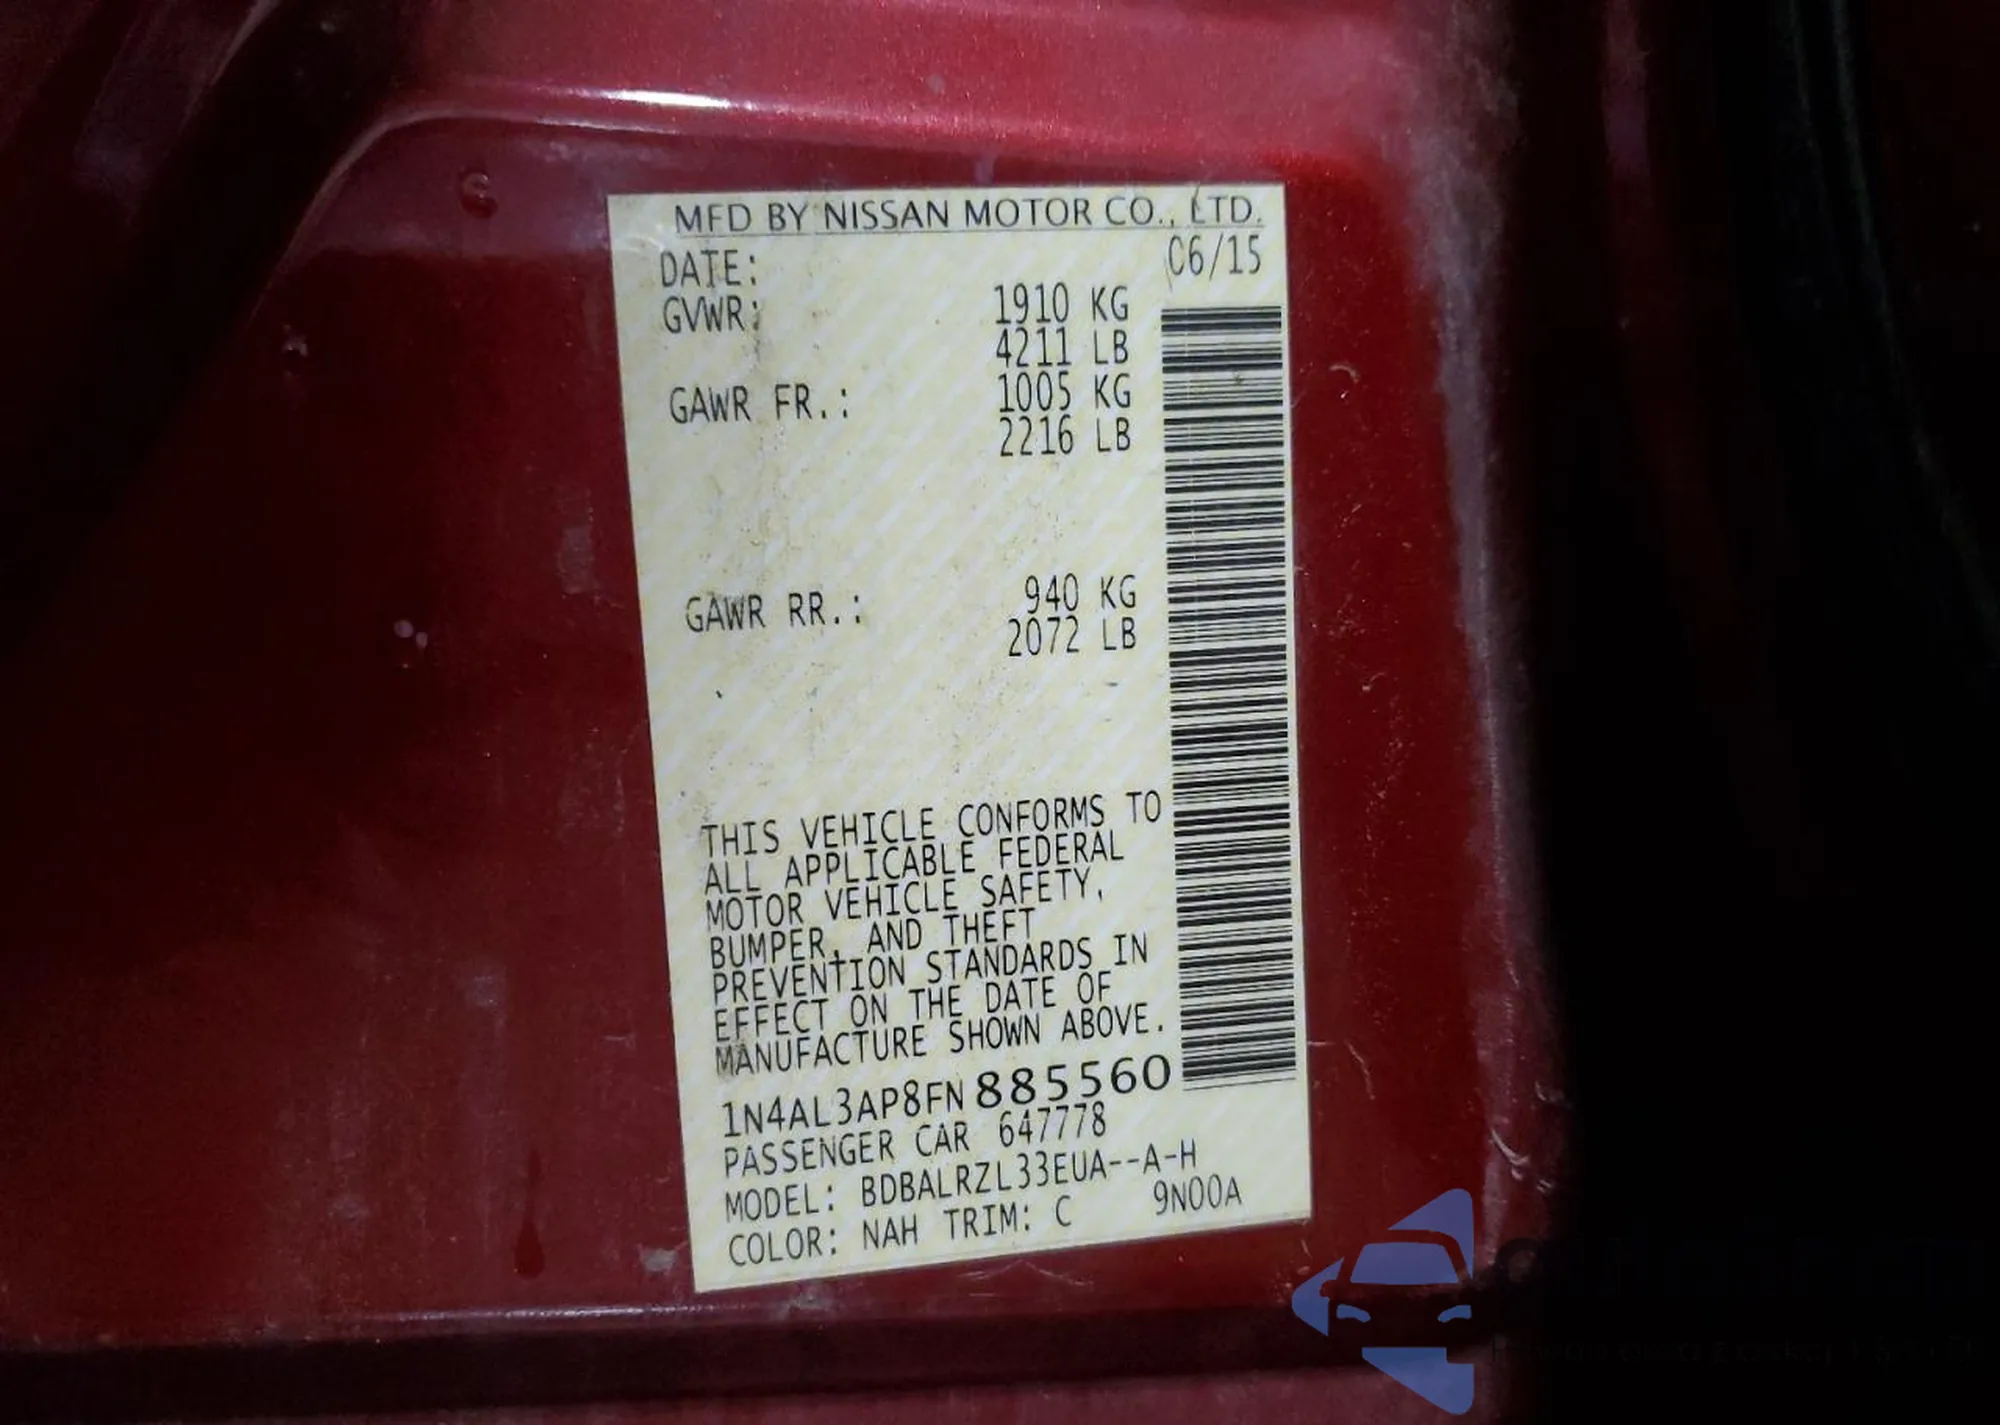 MFD BY NISSAN MOTOR CO., LTD.
DATE: 06/15
GVWR: 1910 KG
4211 LB
GAWR FR.: 1005 KG
2216 LB
GAWR RR.: 940 KG
2072 LB
THIS VEHICLE CONFORMS TO
ALL APPLICABLE FEDERAL
MOTOR VEHICLE SAFETY,
BUMPER, AND THEFT
PREVENTION STANDARDS IN
EFFECT ON THE DATE OF
MANUFACTURE SHOWN ABOVE.
1N4AL3AP8FN885560
PASSENGER CAR 647778
MODEL: BDBALRZL33EUA--A-H
COLOR: NAH TRIM: C 9N00A